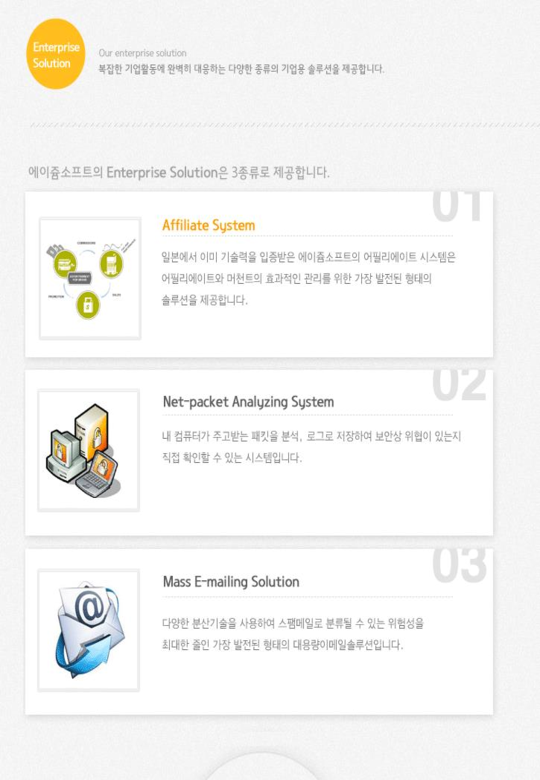 Enterprise
Solution
Our enterprise solution
복잡한 기업활동에 완벽히 대응하는 다양한 종류의 기업용 솔루션을 제공합니다.
에이쥼소프트의 Enterprise Solution은 3종류로 제공합니다.
01
Affiliate System
일본에서 이미 기술력을 입증받은 에이쥼소프트의 어필리에이트 시스템은
어필리에이트와 머천트의 효과적인 관리를 위한 가장 발전된 형태의
솔루션을 제공합니다.
02
Net-packet Analyzing System
내 컴퓨터가 주고받는 패킷을 분석, 로그로 저장하여 보안상 위협이 있는지
직접 확인할 수 있는 시스템입니다.
03
Mass E-mailing Solution
다양한 분산기술을 사용하여 스팸메일로 분류될 수 있는 위험성을
최대한 줄인 가장 발전된 형태의 대용량이메일솔루션입니다.